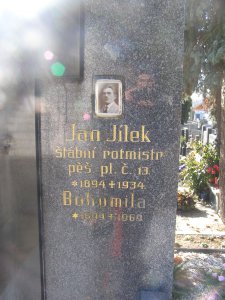 Jan Jílek
štábní rotmistr
pěš. pl. č. 13.
*1894 +1934
Bohumila